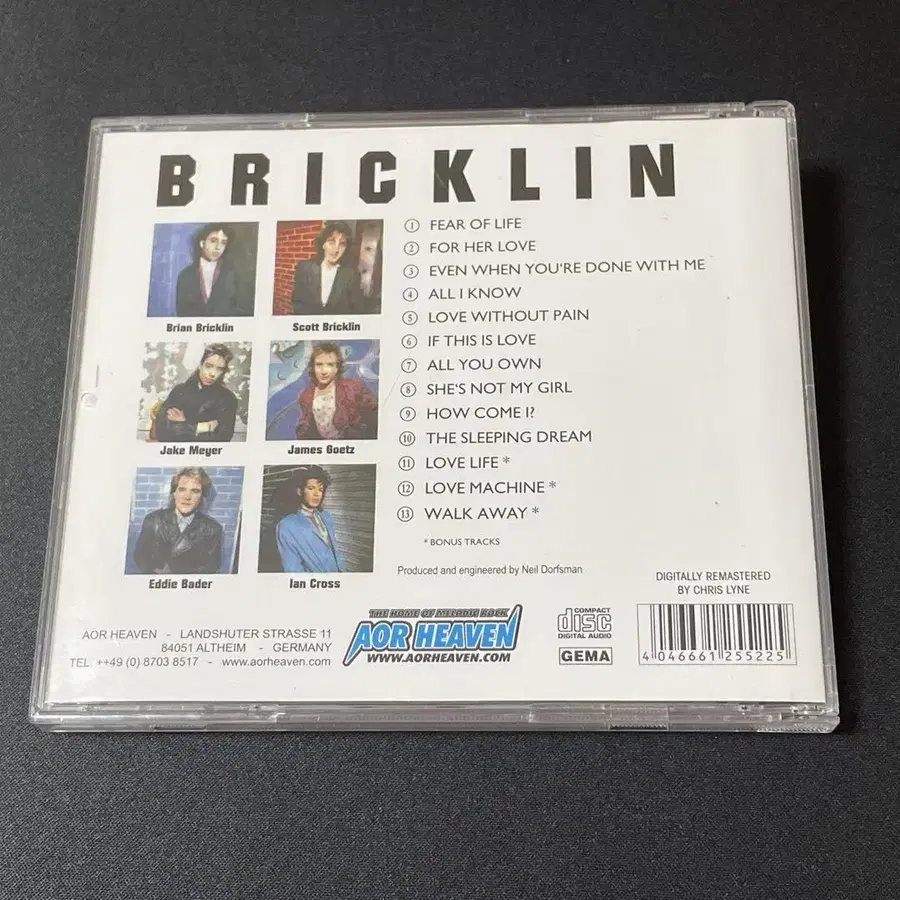 BRICKLIN
Brian Bricklin
Scott Bricklin
Jake Meyer
James Goetz
Eddie Bader
Ian Cross
1 FEAR OF LIFE
2 FOR HER LOVE
3 EVEN WHEN YOU'RE DONE WITH ME
4 ALL I KNOW
5 LOVE WITHOUT PAIN
6 IF THIS IS LOVE
7 ALL YOU OWN
8 SHE'S NOT MY GIRL
9 HOW COME I?
10 THE SLEEPING DREAM
11 LOVE LIFE *
12 LOVE MACHINE *
13 WALK AWAY *
* BONUS TRACKS
Produced and engineered by Neil Dorfsman
DIGITALLY REMASTERED
BY CHRIS LYNE
AOR HEAVEN - LANDSHUTER STRASSE 11
84051 ALTHEIM - GERMANY
TEL. ++49 (0) 8703 8517 - www.aorheaven.com
THE HOME OF MELODIC ROCK
AOR HEAVEN
WWW.AORHEAVEN.COM
COMPACT
disc
DIGITAL AUDIO
GEMA
4 046661 255225